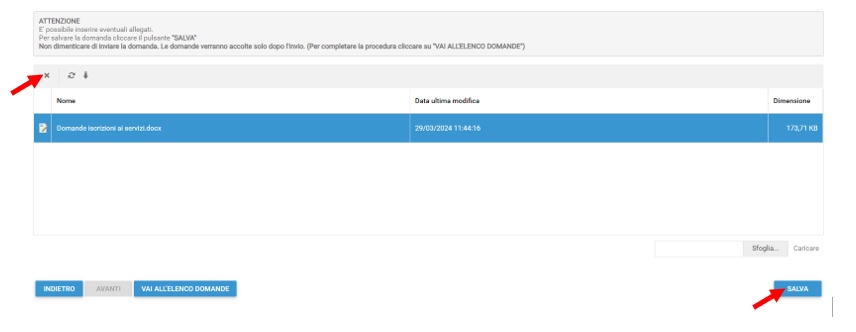 ATTENZIONE
E' possibile inserire eventuali allegati.
Per salvare la domanda cliccare il pulsante "SALVA"
Non dimenticare di inviare la domanda. Le domande verranno accolte solo dopo l'invio. (Per completare la procedura cliccare su "VAI ALL'ELENCO DOMANDE")
Nome Data ultima modifica Dimensione
Domande iscrizioni ai servizi.docx 29/03/2024 11:44:16 173,71 KB
Sfoglia... Caricare
INDIETRO AVANTI VAI ALL'ELENCO DOMANDE SALVA